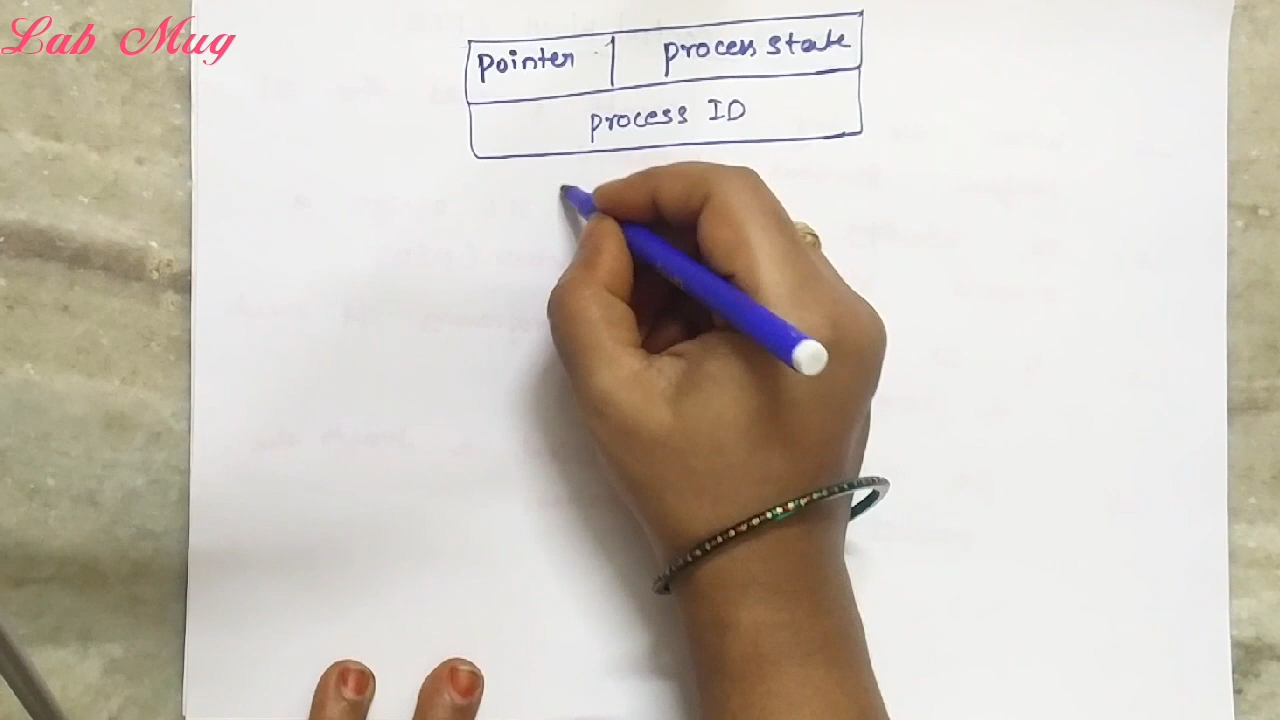 Lab Mug
Pointer process state
process ID